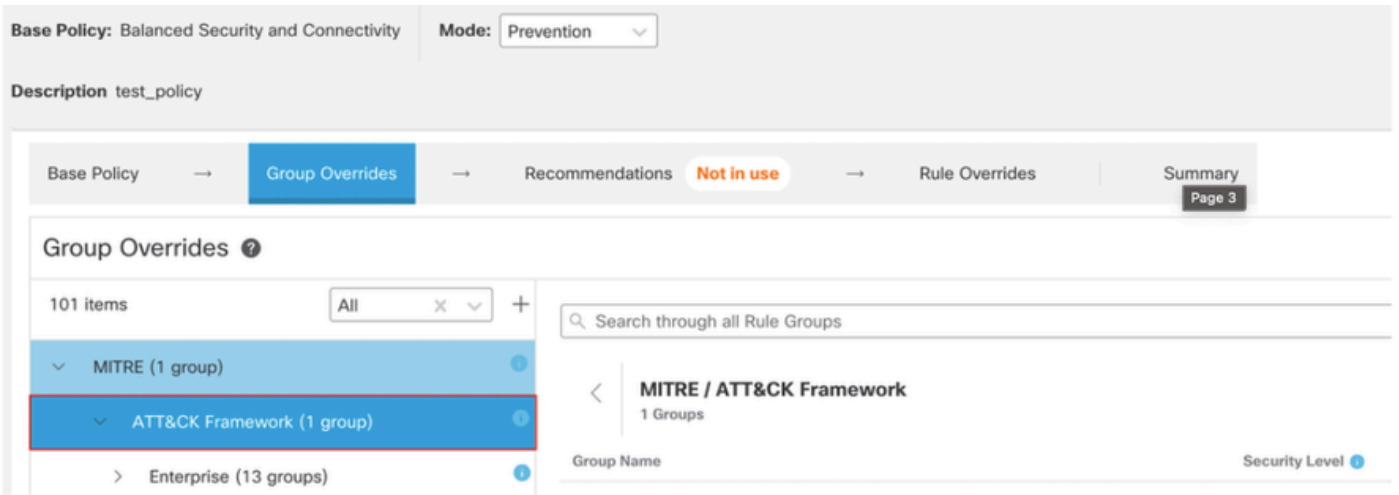 Base Policy: Balanced Security and Connectivity Mode: Prevention
Description test_policy
Base Policy → Group Overrides → Recommendations Not in use → Rule Overrides Summary
Page 3
Group Overrides ?
101 items All × +
Search through all Rule Groups
MITRE (1 group)
MITRE / ATT&CK Framework
1 Groups
ATT&CK Framework (1 group)
Group Name Security Level
Enterprise (13 groups)